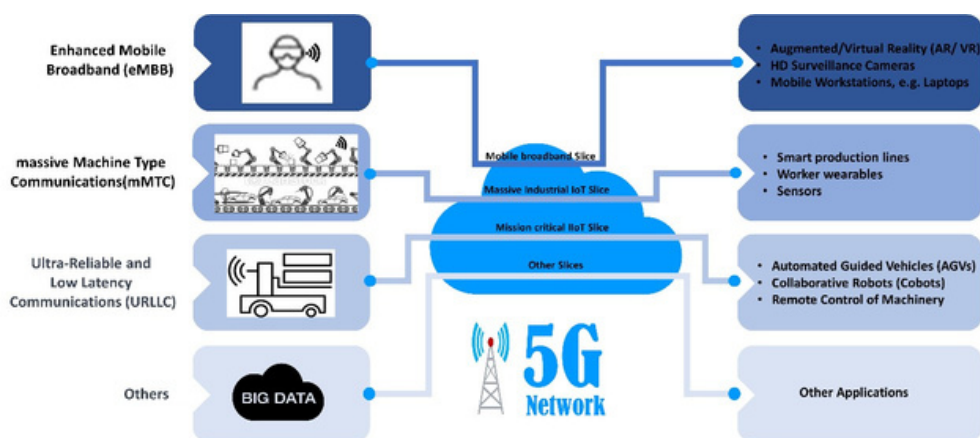 Enhanced Mobile
Broadband (eMBB)
• Augmented/Virtual Reality (AR/ VR)
• HD Surveillance Cameras
• Mobile Workstations, e.g. Laptops
Mobile broadband Slice
massive Machine Type
Communications(mMTC)
Massive Industrial IoT Slice
• Smart production lines
• Worker wearables
• Sensors
Mission critical IIoT Slice
Ultra-Reliable and
Low Latency
Communications (URLLC)
Other Slices
• Automated Guided Vehicles (AGVs)
• Collaborative Robots (Cobots)
• Remote Control of Machinery
Others
BIG DATA
5G
Network
Other Applications